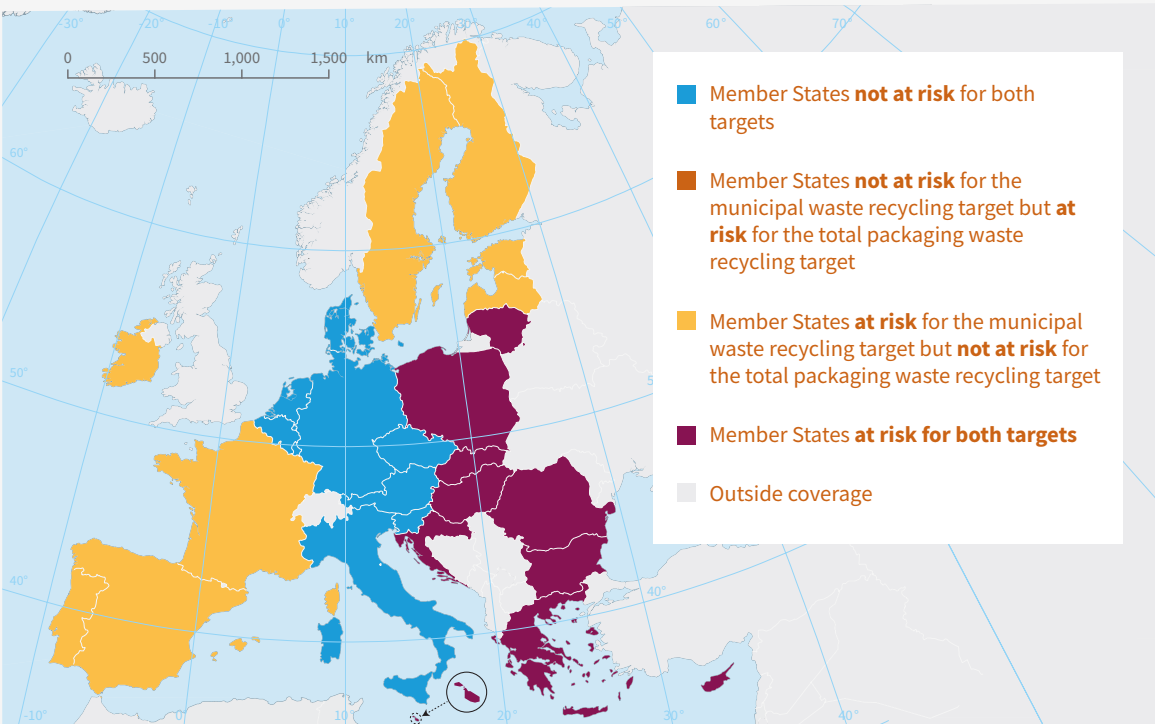 -30° -20° -10° 0° 10° 20° 30° 40° 50° 60° 70°
0 500 1,000 1,500 km
60°
50°
40°
40°
-10° 0° 10° 20° 30° 40°
Member States not at risk for both
targets
Member States not at risk for the
municipal waste recycling target but at
risk for the total packaging waste
recycling target
Member States at risk for the municipal
waste recycling target but not at risk for
the total packaging waste recycling target
Member States at risk for both targets
Outside coverage